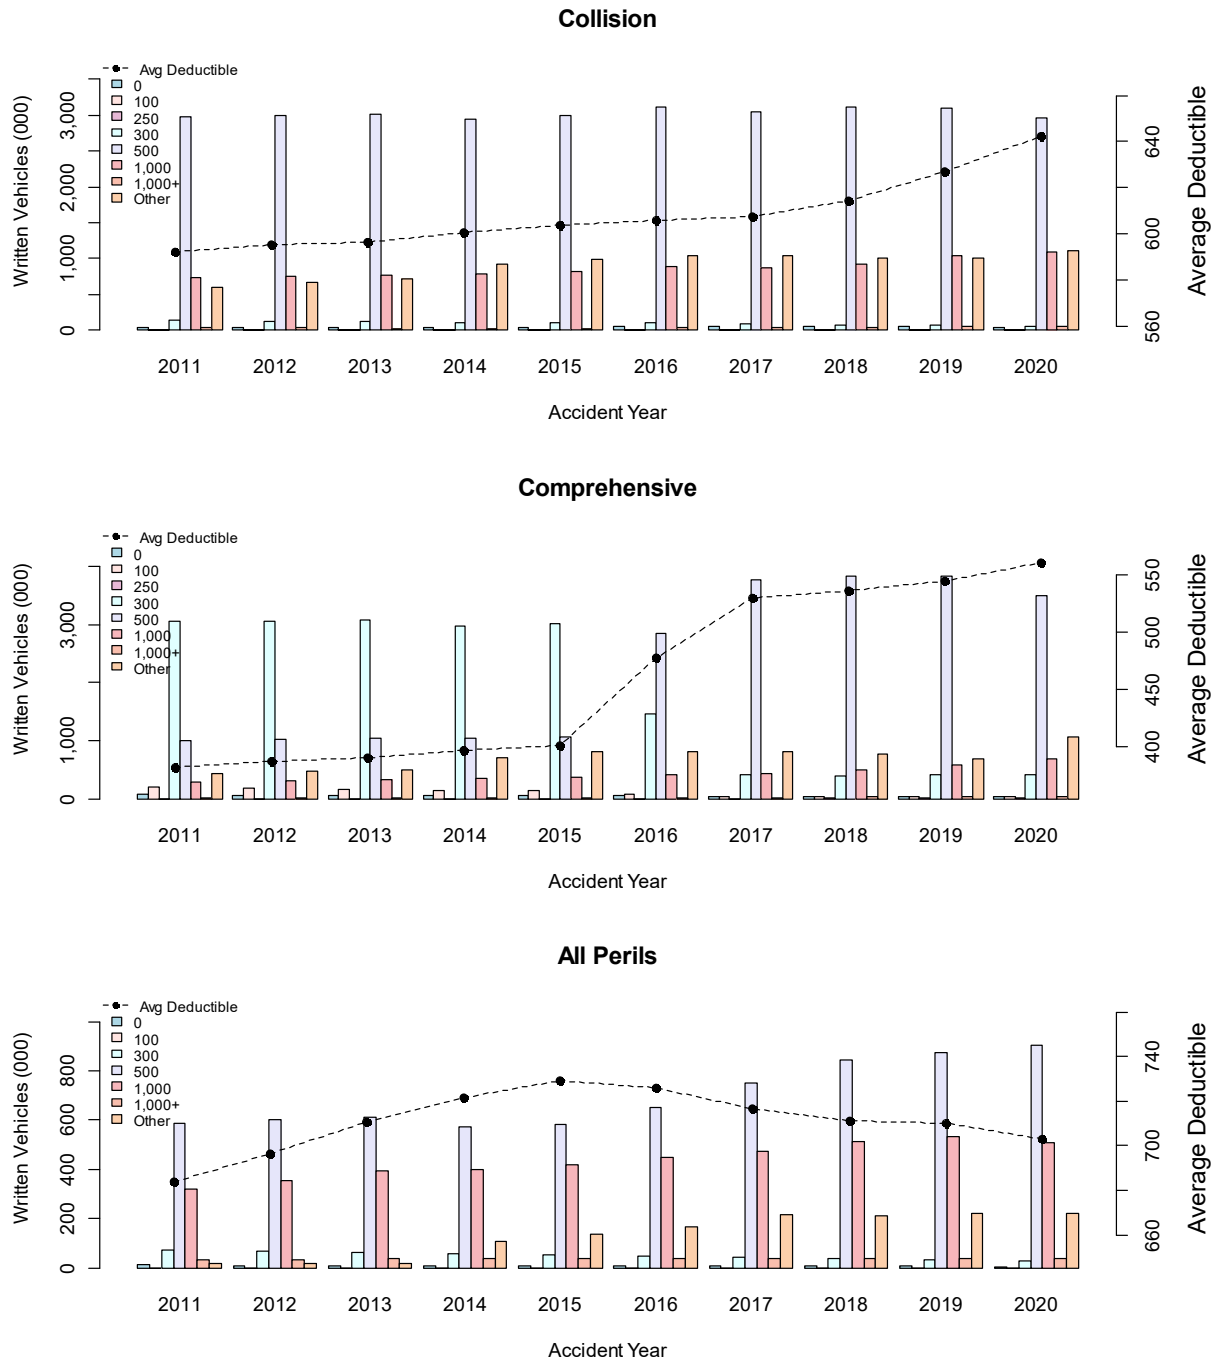 Collision
Written Vehicles (000)
3,000
2,000
1,000
0
Avg Deductible
0
100
250
300
500
1,000
1,000+
Other
640
600
560
Average Deductible
2011 2012 2013 2014 2015 2016 2017 2018 2019 2020
Accident Year
Comprehensive
Written Vehicles (000)
3,000
1,000
0
Avg Deductible
0
100
250
300
500
1,000
1,000+
Other
550
500
450
400
Average Deductible
2011 2012 2013 2014 2015 2016 2017 2018 2019 2020
Accident Year
All Perils
Written Vehicles (000)
800
600
400
200
0
Avg Deductible
0
100
300
500
1,000
1,000+
Other
740
700
660
Average Deductible
2011 2012 2013 2014 2015 2016 2017 2018 2019 2020
Accident Year